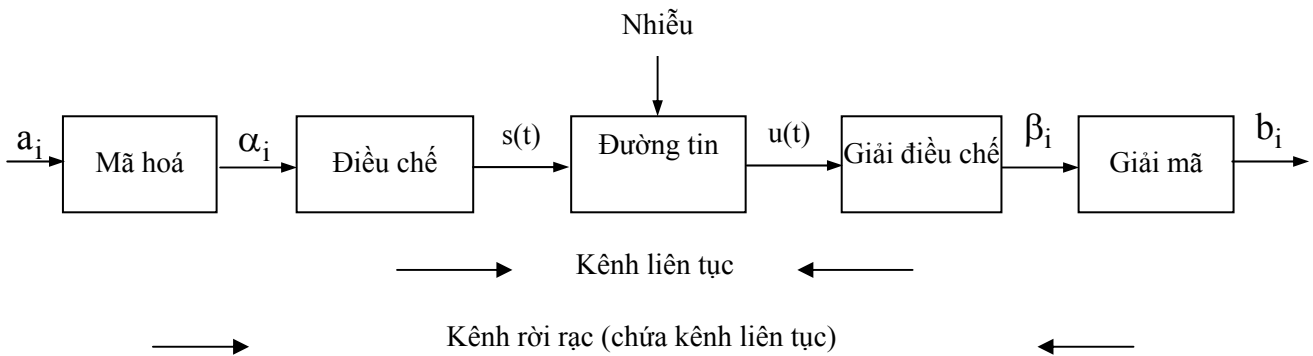 Nhiễu
aᵢ
Mã hoá
αᵢ
Điều chế
s(t)
Đường tin
u(t)
Giải điều chế
βᵢ
Giải mã
bᵢ
Kênh liên tục
Kênh rời rạc (chứa kênh liên tục)